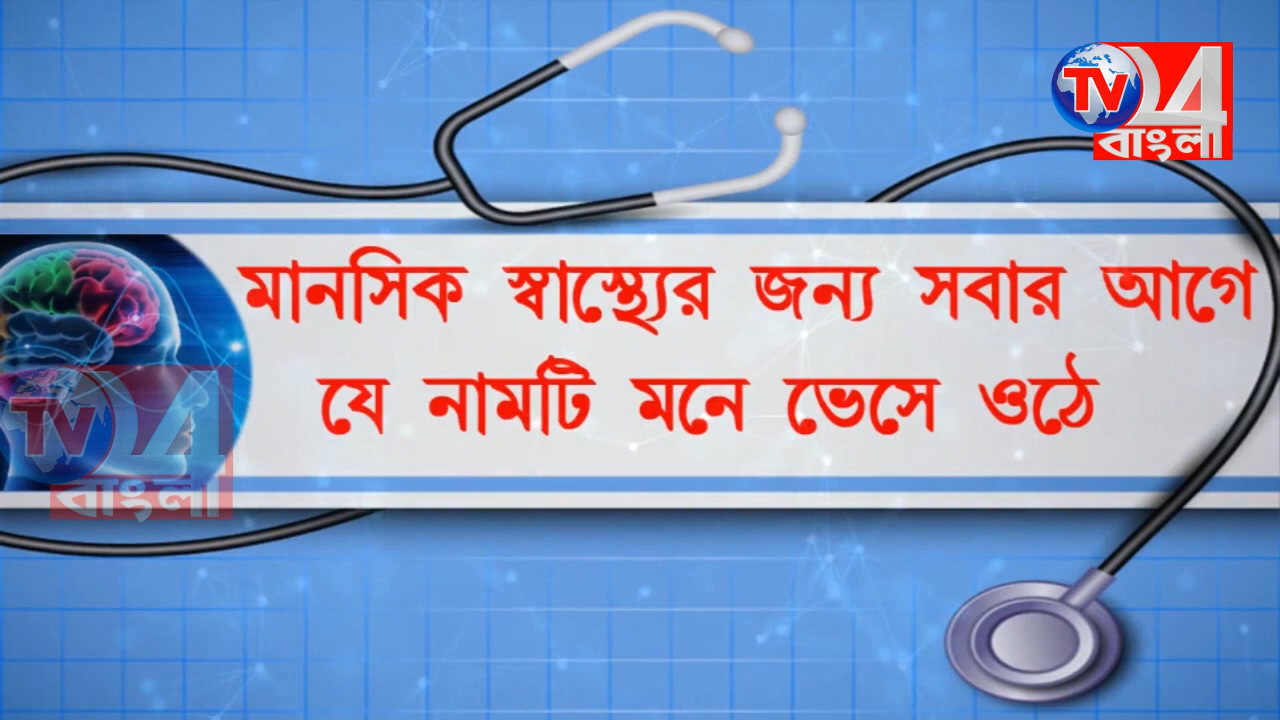 TV 24
বাংলা
মানসিক স্বাস্থ্যের জন্য সবার আগে
যে নামটি মনে ভেসে ওঠে
TV 24
বাংলা